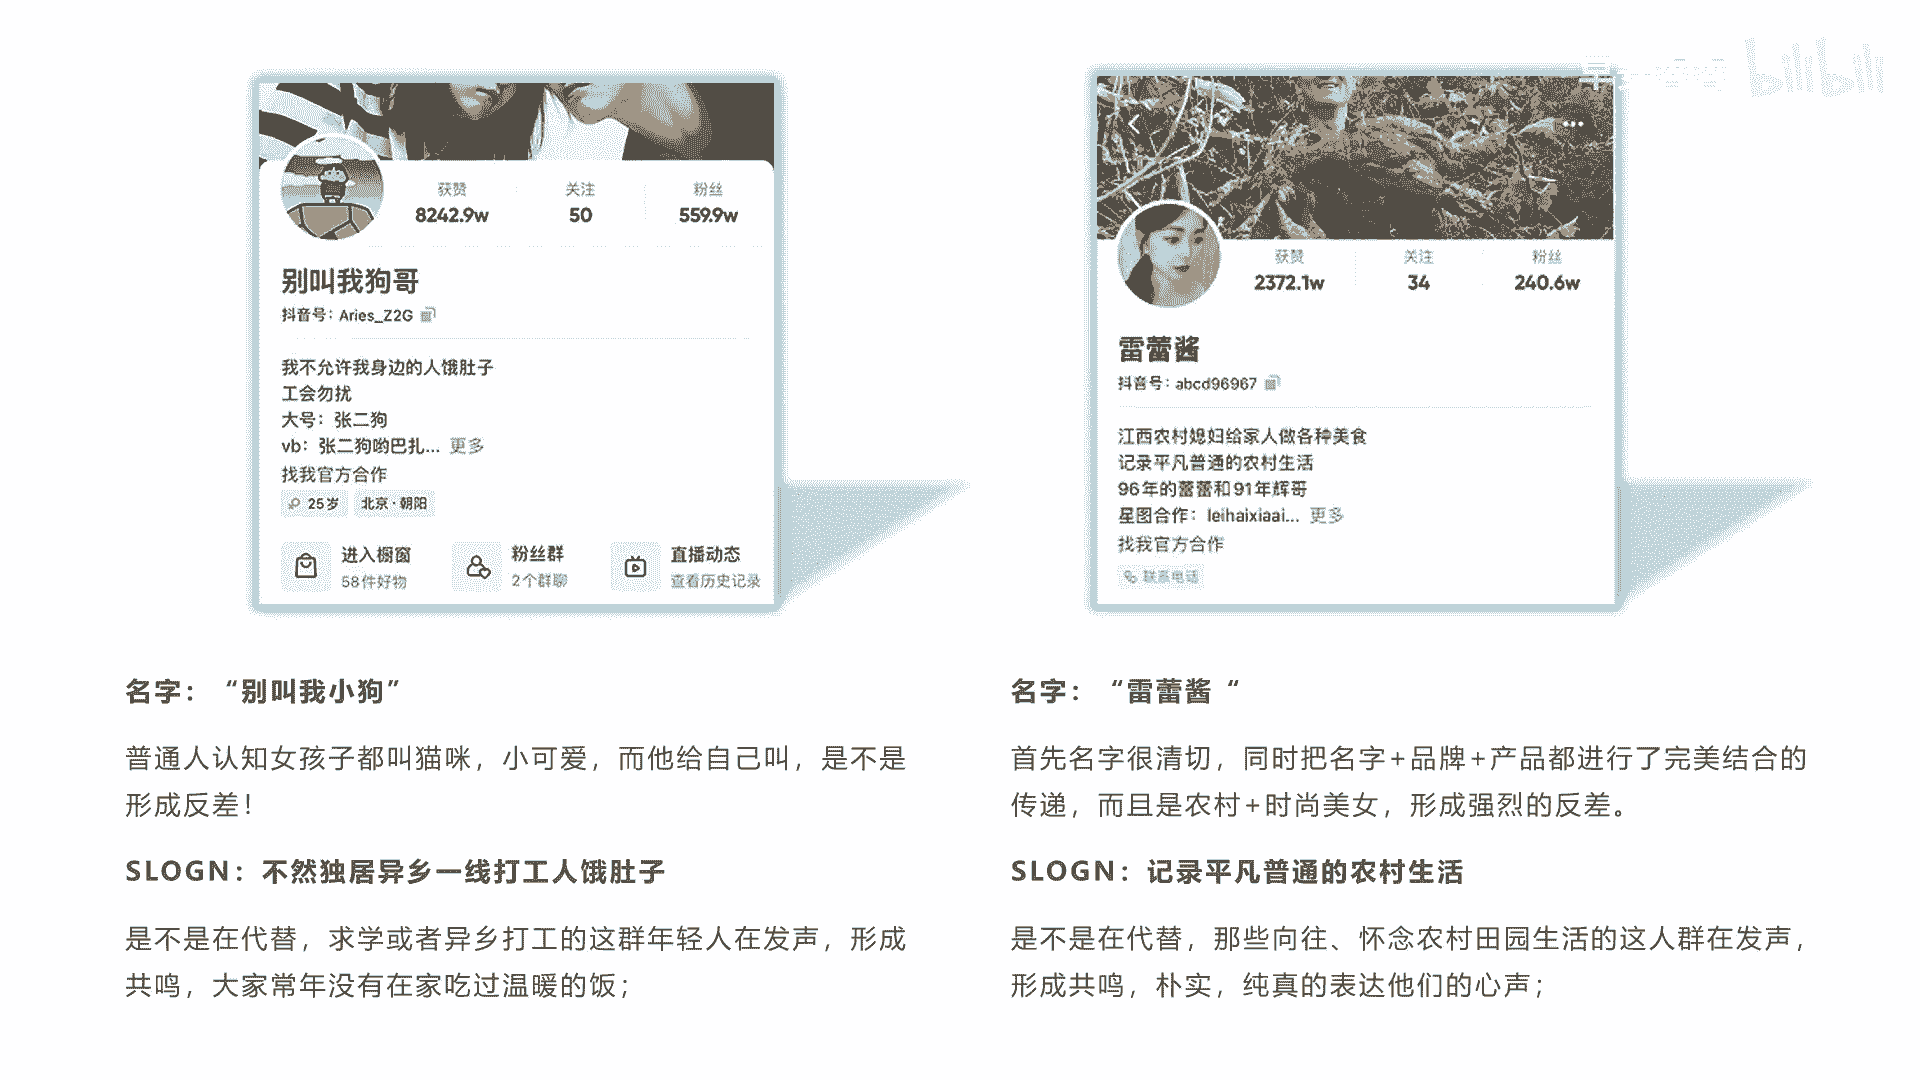 bilibili
获赞 关注 粉丝
8242.9w 50 559.9w
别叫我狗哥
抖音号：Aries_Z2G
我不允许我身边的人饿肚子
工会勿扰
大号：张二狗
vb：张二狗哟巴扎... 更多
找我官方合作
25岁 北京·朝阳
进入橱窗 粉丝群 直播动态
58件好物 2个群聊 查看历史记录
获赞 关注 粉丝
2372.1w 34 240.6w
雷蕾酱
抖音号：abcd96967
江西农村媳妇给家人做各种美食
记录平凡普通的农村生活
96年的蕾蕾和91年辉哥
星图合作：leihaixiaai... 更多
找我官方合作
联系电话
名字：“别叫我小狗”
普通人认知女孩子都叫猫咪，小可爱，而他给自己叫，是不是
形成反差！
SLOGN：不然独居异乡一线打工人饿肚子
是不是在代替，求学或者异乡打工的这群年轻人在发声，形成
共鸣，大家常年没有在家吃过温暖的饭；
名字：“雷蕾酱 “
首先名字很清切，同时把名字+品牌+产品都进行了完美结合的
传递，而且是农村+时尚美女，形成强烈的反差。
SLOGN：记录平凡普通的农村生活
是不是在代替，那些向往、怀念农村田园生活的这人群在发声，
形成共鸣，朴实，纯真的表达他们的心声；